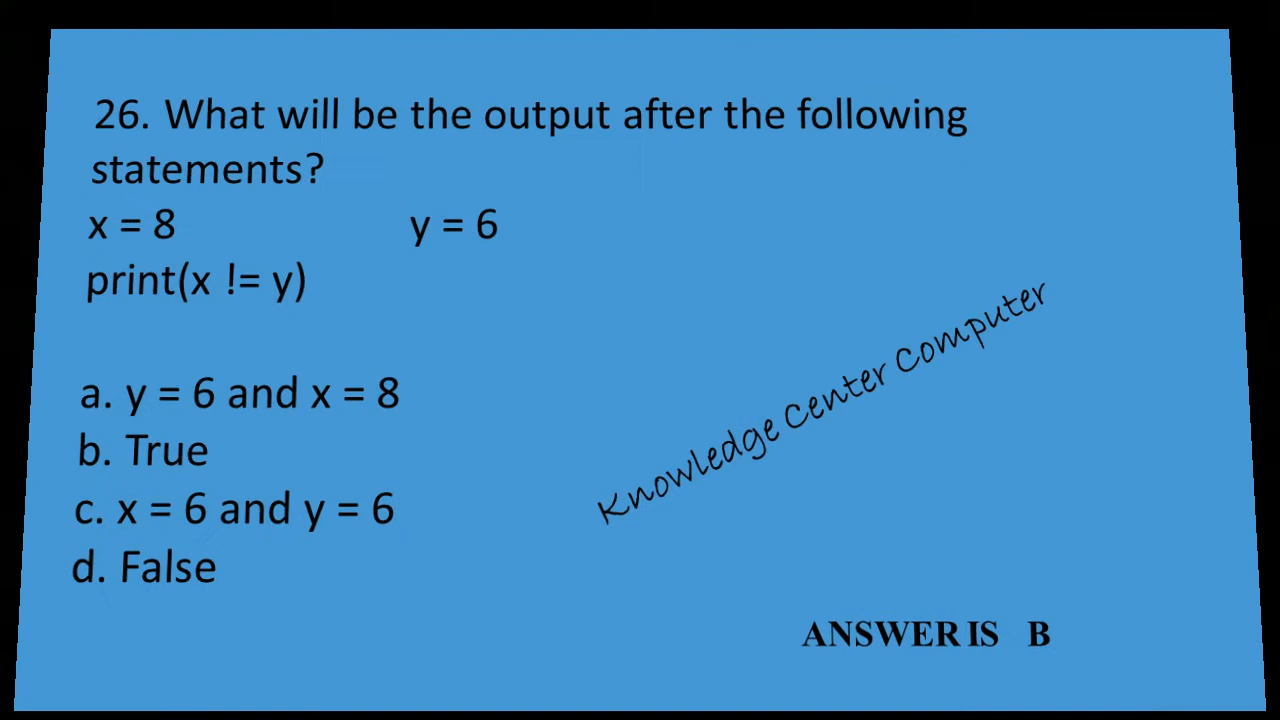 26. What will be the output after the following
statements?
x = 8 y = 6
print(x != y)
a. y = 6 and x = 8
b. True
c. x = 6 and y = 6
d. False
Knowledge Center Computer
ANSWER IS B